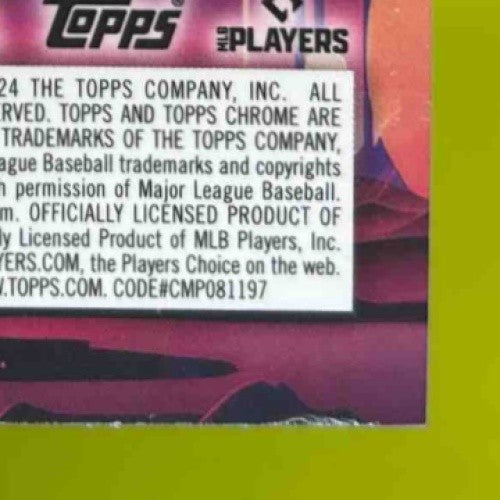 TOPPS
MLB PLAYERS
24 THE TOPPS COMPANY, INC. ALL
RVED. TOPPS AND TOPPS CHROME ARE
TRADEMARKS OF THE TOPPS COMPANY,
ague Baseball trademarks and copyrights
permission of Major League Baseball.
m. OFFICIALLY LICENSED PRODUCT OF
ly Licensed Product of MLB Players, Inc.
YERS.COM, the Players Choice on the web.
.TOPPS.COM. CODE#CMP081197